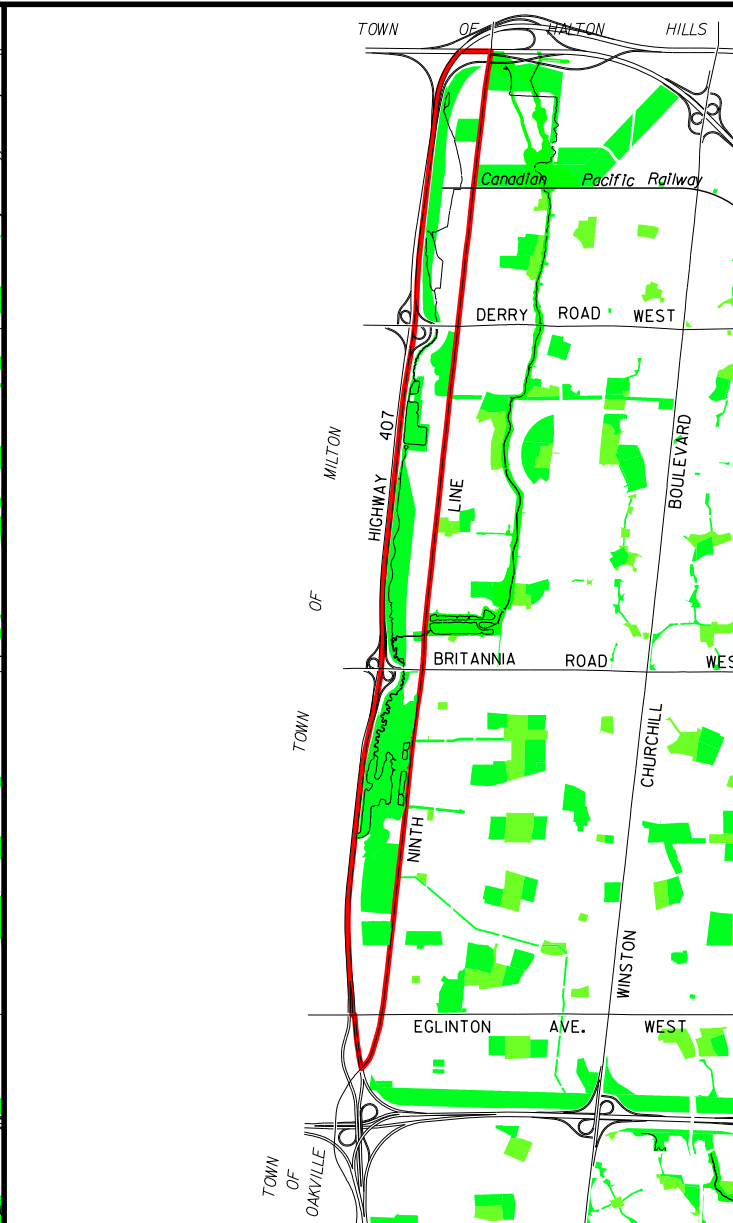 TOWN OF HALTON HILLS
Canadian Pacific Railway
DERRY ROAD WEST
HIGHWAY 407
NINTH LINE
WINSTON CHURCHILL BOULEVARD
TOWN OF MILTON
BRITANNIA ROAD WES
EGLINTON AVE. WEST
TOWN
OF
OAKVILLE